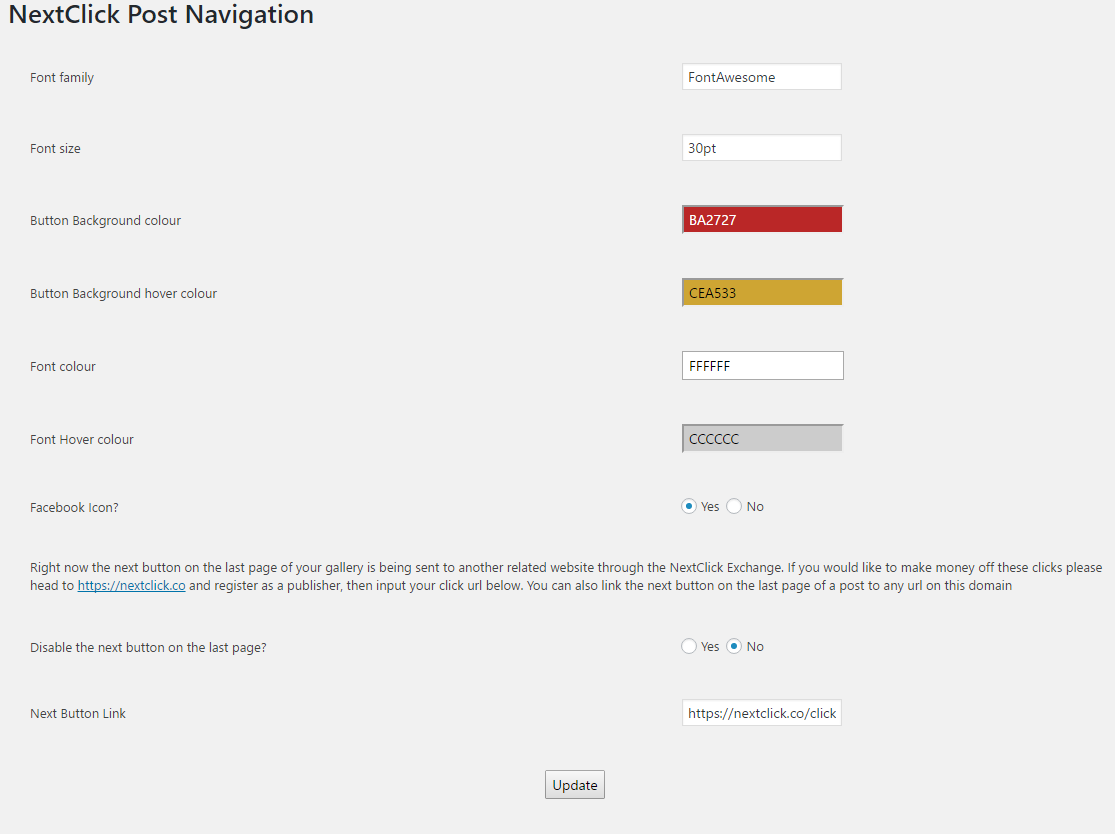 NextClick Post Navigation
Font family
FontAwesome
Font size
30pt
Button Background colour
BA2727
Button Background hover colour
CEA533
Font colour
FFFFFF
Font Hover colour
CCCCCC
Facebook Icon?
Yes No
Right now the next button on the last page of your gallery is being sent to another related website through the NextClick Exchange. If you would like to make money off these clicks please
head to https://nextclick.co and register as a publisher, then input your click url below. You can also link the next button on the last page of a post to any url on this domain
Disable the next button on the last page?
Yes No
Next Button Link
https://nextclick.co/click
Update